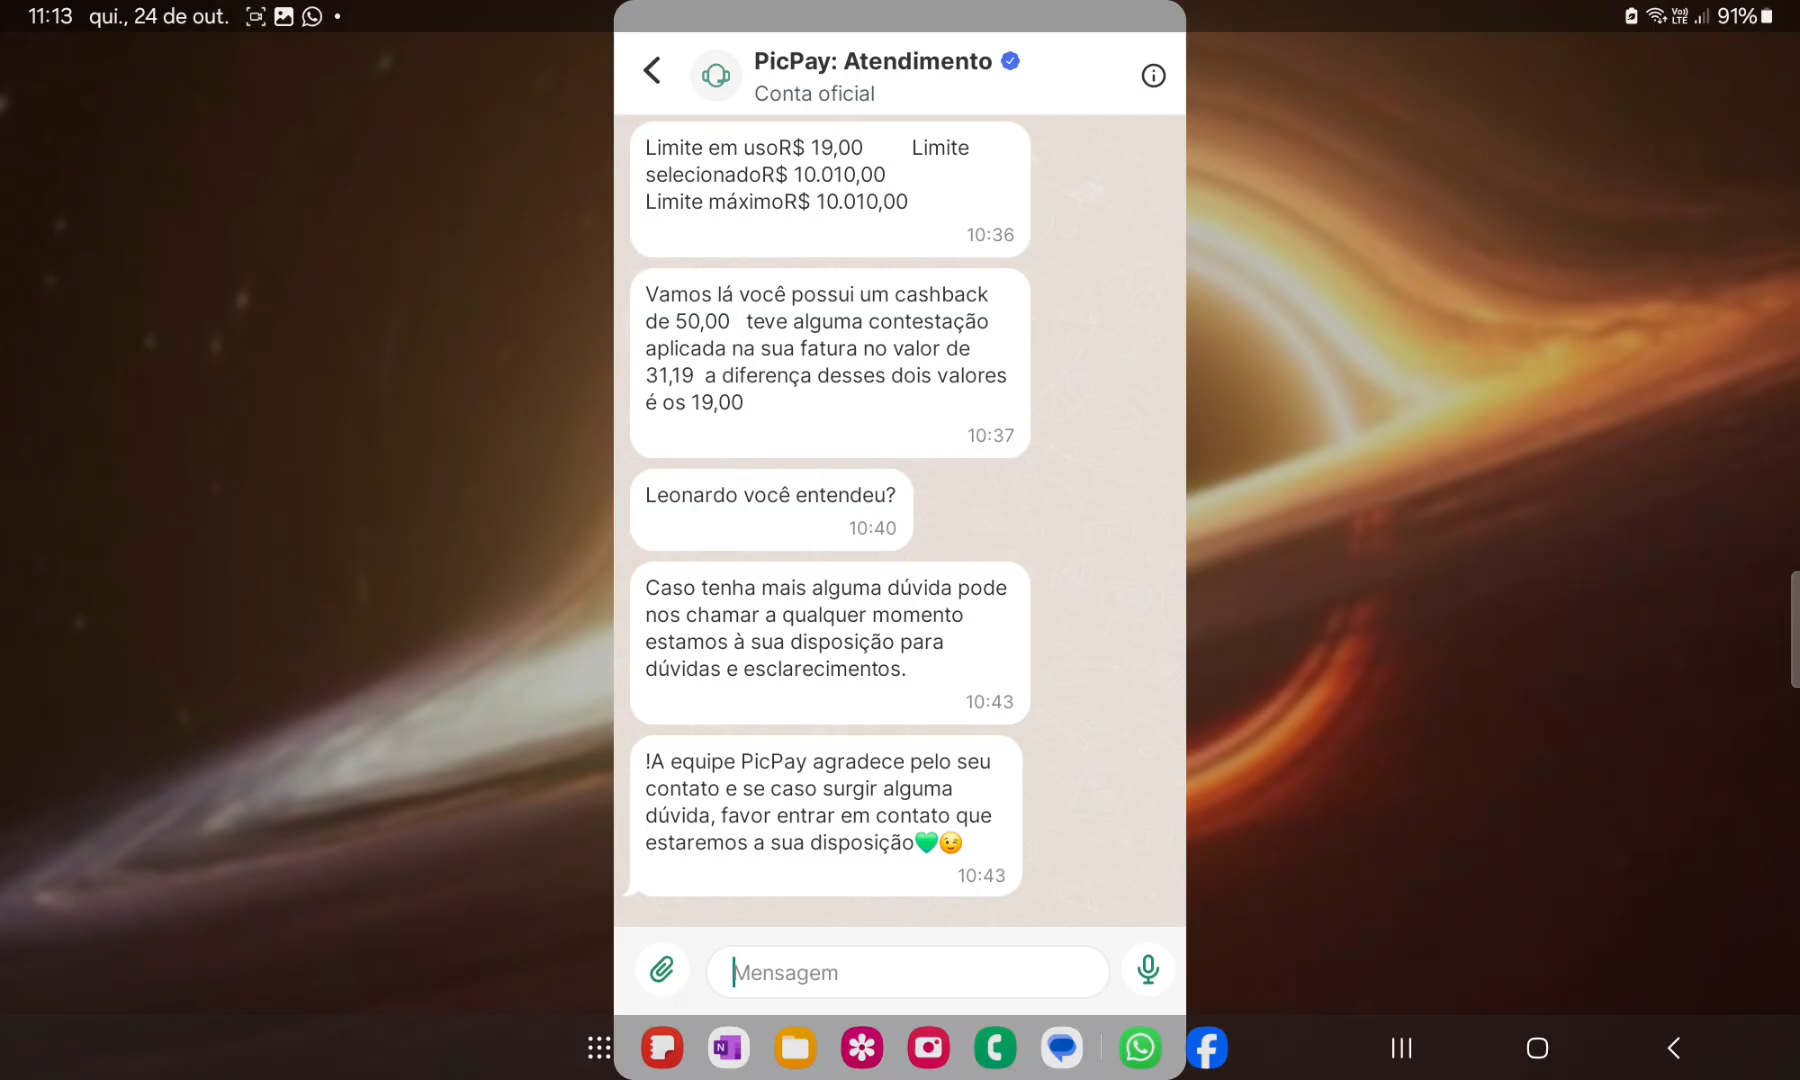 11:13 qui., 24 de out.
91%
PicPay: Atendimento
Conta oficial
Limite em usoR$ 19,00 Limite
selecionadoR$ 10.010,00
Limite máximoR$ 10.010,00
10:36
Vamos lá você possui um cashback
de 50,00 teve alguma contestação
aplicada na sua fatura no valor de
31,19 a diferença desses dois valores
é os 19,00
10:37
Leonardo você entendeu?
10:40
Caso tenha mais alguma dúvida pode
nos chamar a qualquer momento
estamos à sua disposição para
dúvidas e esclarecimentos.
10:43
!A equipe PicPay agradece pelo seu
contato e se caso surgir alguma
dúvida, favor entrar em contato que
estaremos a sua disposição💚😉
10:43
Mensagem